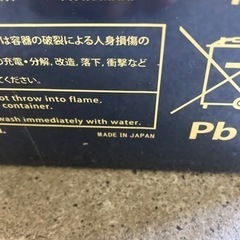 は容器の破裂による人身損傷の
の充電・分解、改造、落下、衝撃など
てください。
not throw into flame.
container.
wash immediately with water.
MADE IN JAPAN
Pb